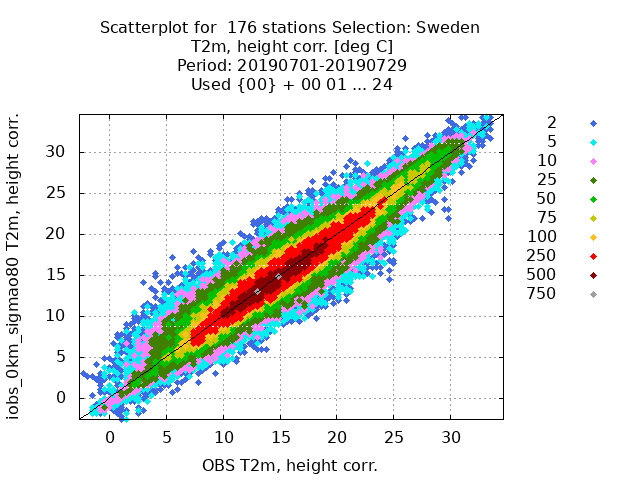 Scatterplot for  176 stations Selection: Sweden
T2m, height corr. [deg C]
Period: 20190701-20190729
Used {00} + 00 01 ... 24
iobs_0km_sigmao80 T2m, height corr.
30
25
20
15
10
5
0
0 5 10 15 20 25 30
OBS T2m, height corr.
2
5
10
25
50
75
100
250
500
750